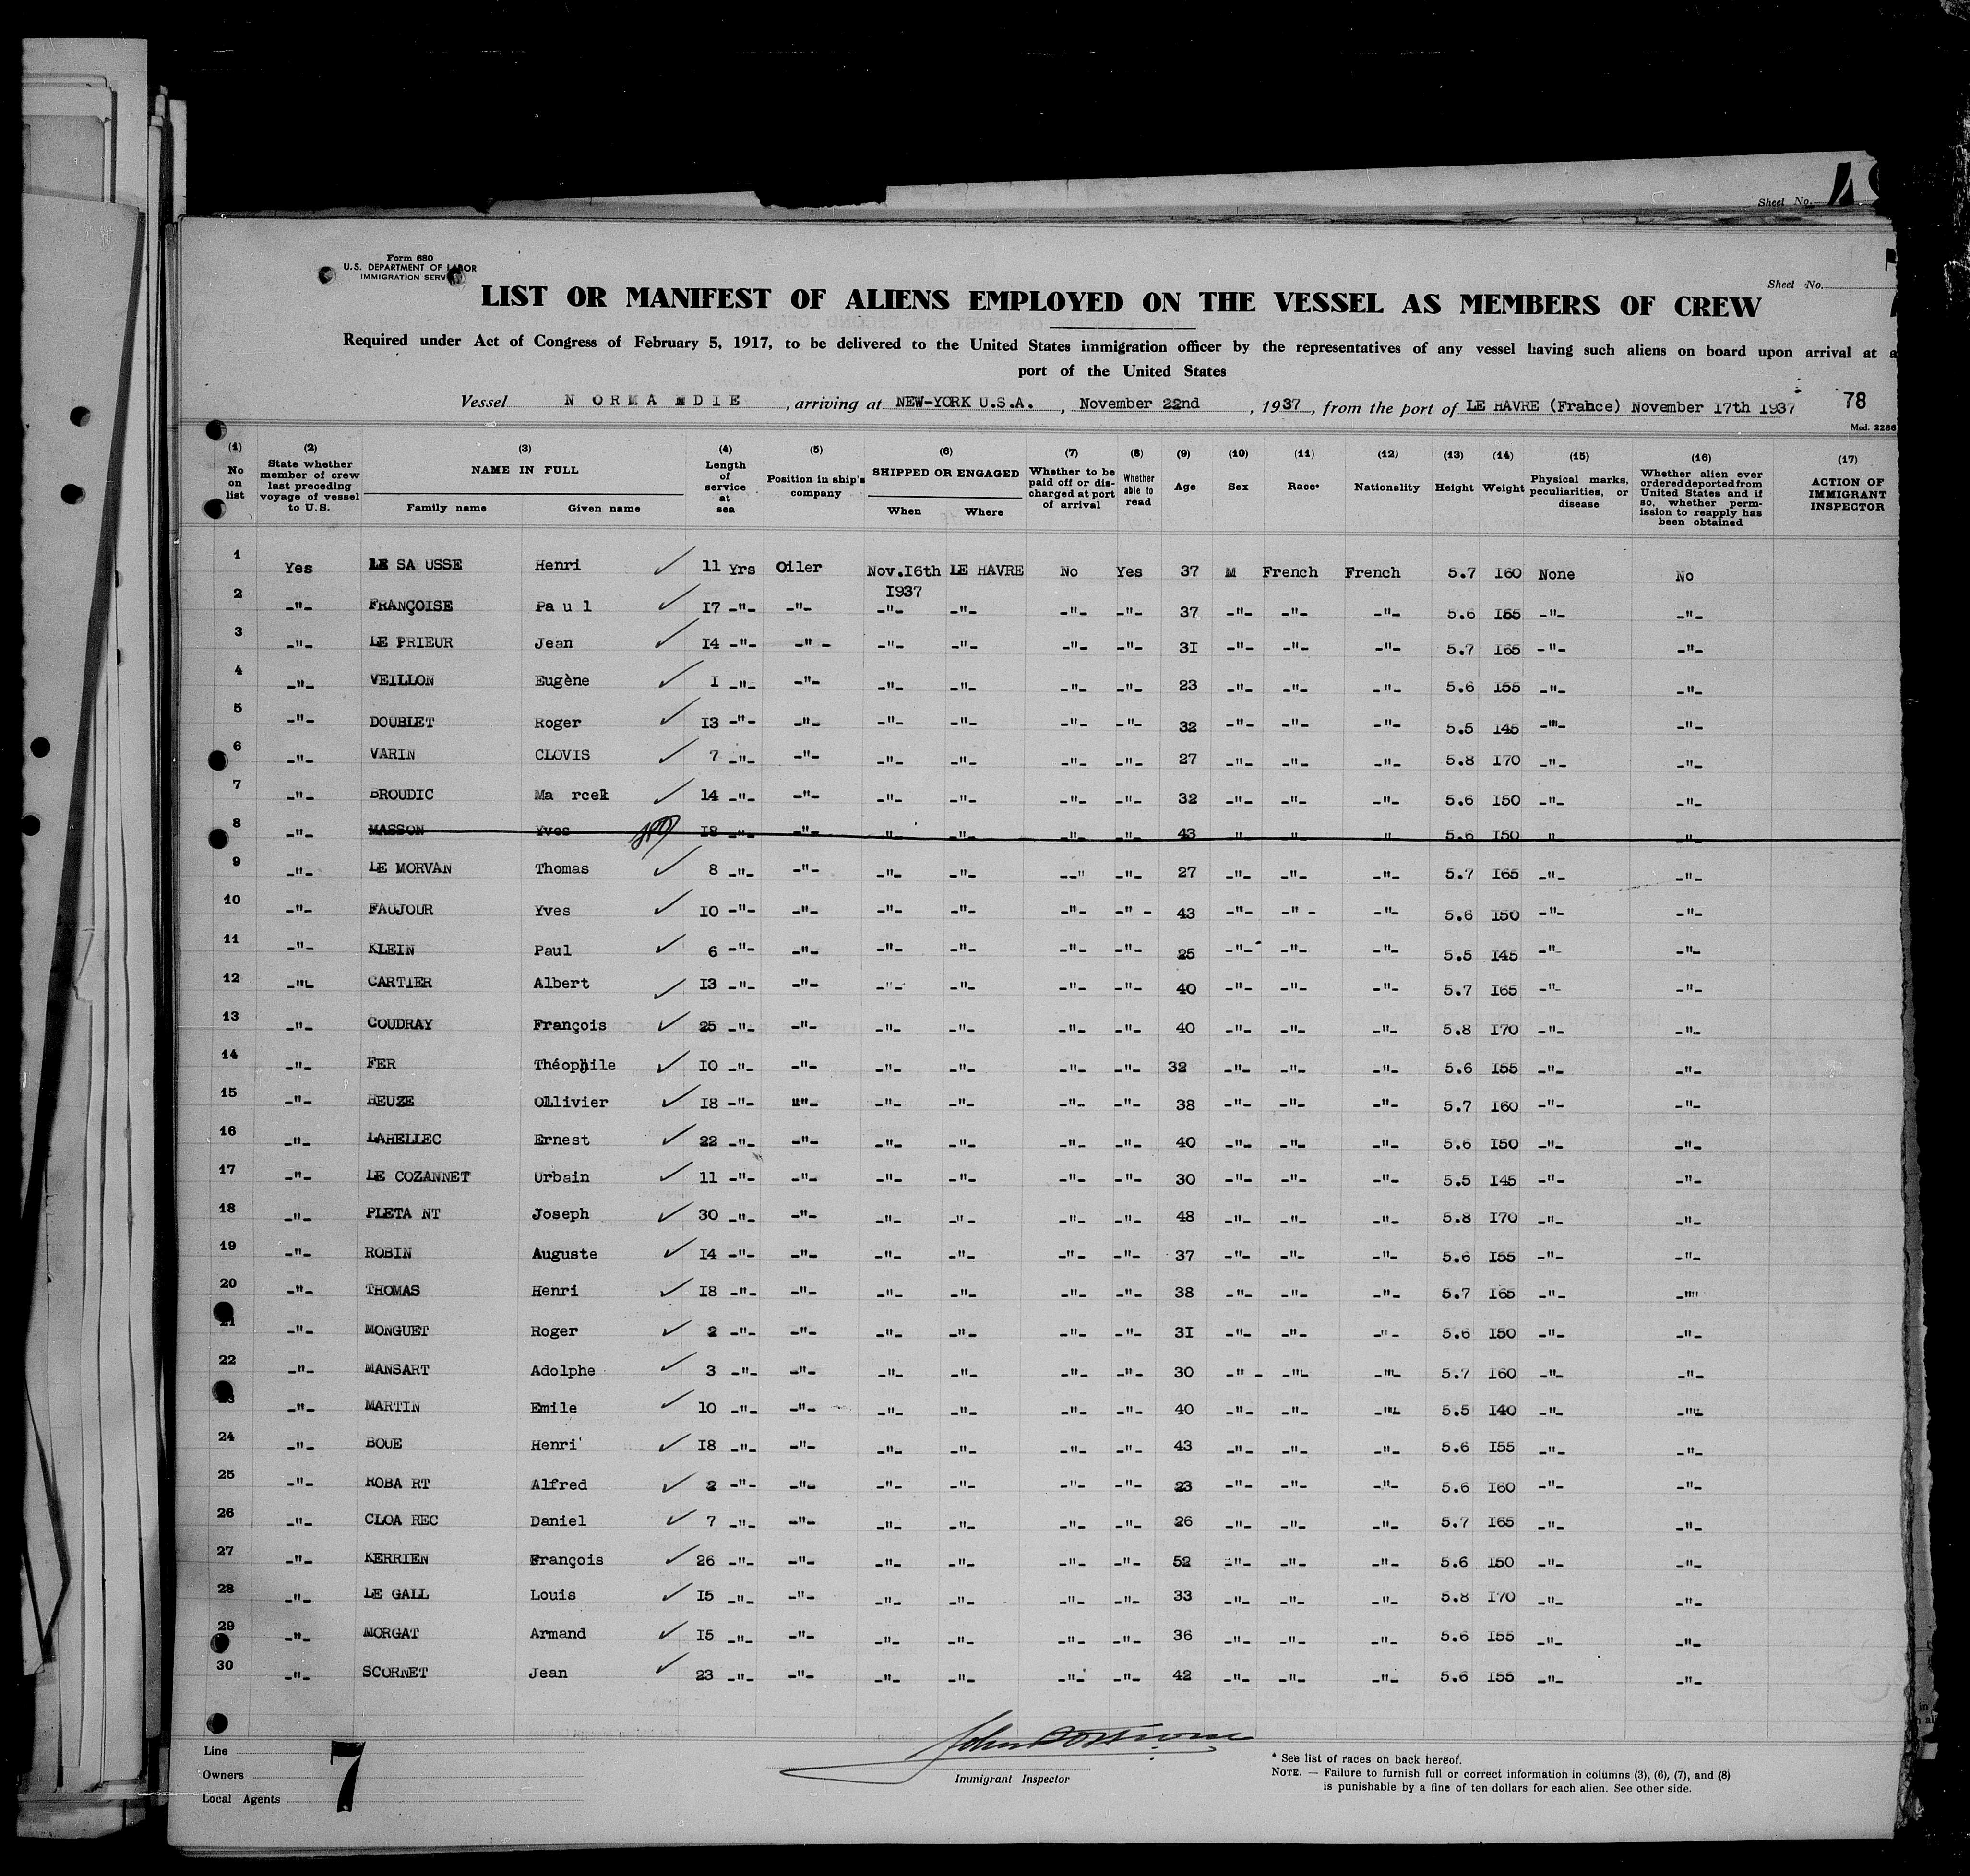 Sheet No.
Form 680
U.S. DEPARTMENT OF LABOR
IMMIGRATION SERV
Sheet No.
LIST OR MANIFEST OF ALIENS EMPLOYED ON THE VESSEL AS MEMBERS OF CREW
Required under Act of Congress of February 5, 1917, to be delivered to the United States immigration officer by the representatives of any vessel having such aliens on board upon arrival at a
port of the United States
Vessel NORMANDIE, arriving at NEW-YORK U.S.A., November 22nd, 1937, from the port of LE HAVRE (France) November 17th 1937 78
Mod. 2286
(1) No on list (2) State whether member of crew last preceding voyage of vessel to U.S. (3) NAME IN FULL Family name Given name (4) Length of service at sea (5) Position in ship's company (6) SHIPPED OR ENGAGED When Where (7) Whether to be paid off or discharged at port of arrival (8) Whether able to read (9) Age (10) Sex (11) Race* (12) Nationality (13) Height (14) Weight (15) Physical marks, peculiarities, or disease (16) Whether alien ever ordered deported from United States and if so, whether permission to reapply has been obtained (17) ACTION OF IMMIGRANT INSPECTOR
1 Yes LE SA USSE Henri ✓ 11 Yrs Oiler Nov.16th 1937 LE HAVRE No Yes 37 M French French 5.7 160 None No
2 -"- FRANÇOISE Pa u l ✓ 17 -"- -"- -"- -"- -"- -"- 37 -"- -"- -"- 5.6 165 -"- -"-
3 -"- LE PRIEUR Jean ✓ 14 -"- -"- -"- -"- -"- -"- 31 -"- -"- -"- 5.7 165 -"- -"-
4 -"- VEILLON Eugène ✓ 1 -"- -"- -"- -"- -"- -"- 23 -"- -"- -"- 5.6 155 -"- -"-
5 -"- DOUBLET Roger ✓ 13 -"- -"- -"- -"- -"- -"- 32 -"- -"- -"- 5.5 145 -"- -"-
6 -"- VARIN CLOVIS ✓ 7 -"- -"- -"- -"- -"- -"- 27 -"- -"- -"- 5.8 170 -"- -"-
7 -"- BROUDIC Ma rcel ✓ 14 -"- -"- -"- -"- -"- -"- 32 -"- -"- -"- 5.6 150 -"- -"-
8 -"- MASSON Yves 18 -"- -"- -"- -"- -"- -"- 43 " " " 5.6 150 " -"-
9 -"- LE MORVAN Thomas ✓ 8 -"- -"- -"- -"- --" -"- 27 -"- -"- -"- 5.7 165 -"- -"-
10 -"- FAUJOUR Yves ✓ 10 -"- -"- -"- -"- -"- -"- 43 -"- -"- -"- 5.6 150 -"- -"-
11 -"- KLEIN Paul ✓ 6 -"- -"- -"- -"- -"- -"- 25 -"- -"- -"- 5.5 145 -"- -"-
12 -"- CARTIER Albert ✓ 13 -"- -"- -"- -"- -"- -"- 40 -"- -"- -"- 5.7 165 -"- -"-
13 -"- COUDRAY François ✓ 25 -"- -"- -"- -"- -"- -"- 40 -"- -"- -"- 5.8 170 -"- -"-
14 -"- FER Théophile ✓ 10 -"- -"- -"- -"- -"- -"- 32 -"- -"- -"- 5.6 155 -"- -"-
15 -"- HEUZE Ollivier ✓ 18 -"- -"- -"- -"- -"- -"- 38 -"- -"- -"- 5.7 160 -"- -"-
16 -"- LABELLEC Ernest ✓ 22 -"- -"- -"- -"- -"- -"- 40 -"- -"- -"- 5.6 150 -"- -"-
17 -"- LE COZANNET Urbain ✓ 11 -"- -"- -"- -"- -"- -"- 30 -"- -"- -"- 5.5 145 -"- -"-
18 -"- PLETA NT Joseph ✓ 30 -"- -"- -"- -"- -"- -"- 48 -"- -"- -"- 5.8 170 -"- -"-
19 -"- ROBIN Auguste ✓ 14 -"- -"- -"- -"- -"- -"- 37 -"- -"- -"- 5.6 155 -"- -"-
20 -"- THOMAS Henri ✓ 18 -"- -"- -"- -"- -"- -"- 38 -"- -"- -"- 5.7 165 -"- -"-
21 -"- MONGUET Roger ✓ 2 -"- -"- -"- -"- -"- -"- 31 -"- -"- -"- 5.6 150 -"- -"-
22 -"- MANSART Adolphe ✓ 3 -"- -"- -"- -"- -"- -"- 30 -"- -"- -"- 5.7 160 -"- -"-
23 -"- MARTIN Emile ✓ 10 -"- -"- -"- -"- -"- -"- 40 -"- -"- -"- 5.5 140 -"- -"-
24 -"- BOUE Henri ✓ 18 -"- -"- -"- -"- -"- -"- 43 -"- -"- -"- 5.6 155 -"- -"-
25 -"- ROBA RT Alfred ✓ 2 -"- -"- -"- -"- -"- -"- 23 -"- -"- -"- 5.6 160 -"- -"-
26 -"- CLOA REC Daniel ✓ 7 -"- -"- -"- -"- -"- -"- 26 -"- -"- -"- 5.7 165 -"- -"-
27 -"- KERRIEN François ✓ 26 -"- -"- -"- -"- -"- -"- 52 -"- -"- -"- 5.6 150 -"- -"-
28 -"- LE GALL Louis ✓ 15 -"- -"- -"- -"- -"- -"- 33 -"- -"- -"- 5.8 170 -"- -"-
29 -"- MORGAT Armand ✓ 15 -"- -"- -"- -"- -"- -"- 36 -"- -"- -"- 5.6 155 -"- -"-
30 -"- SCORNET Jean ✓ 23 -"- -"- -"- -"- -"- -"- 42 -"- -"- -"- 5.6 155 -"- -"-
Line
Owners
Local Agents
7
Immigrant Inspector
* See list of races on back hereof.
NOTE. — Failure to furnish full or correct information in columns (3), (6), (7), and (8)
is punishable by a fine of ten dollars for each alien. See other side.